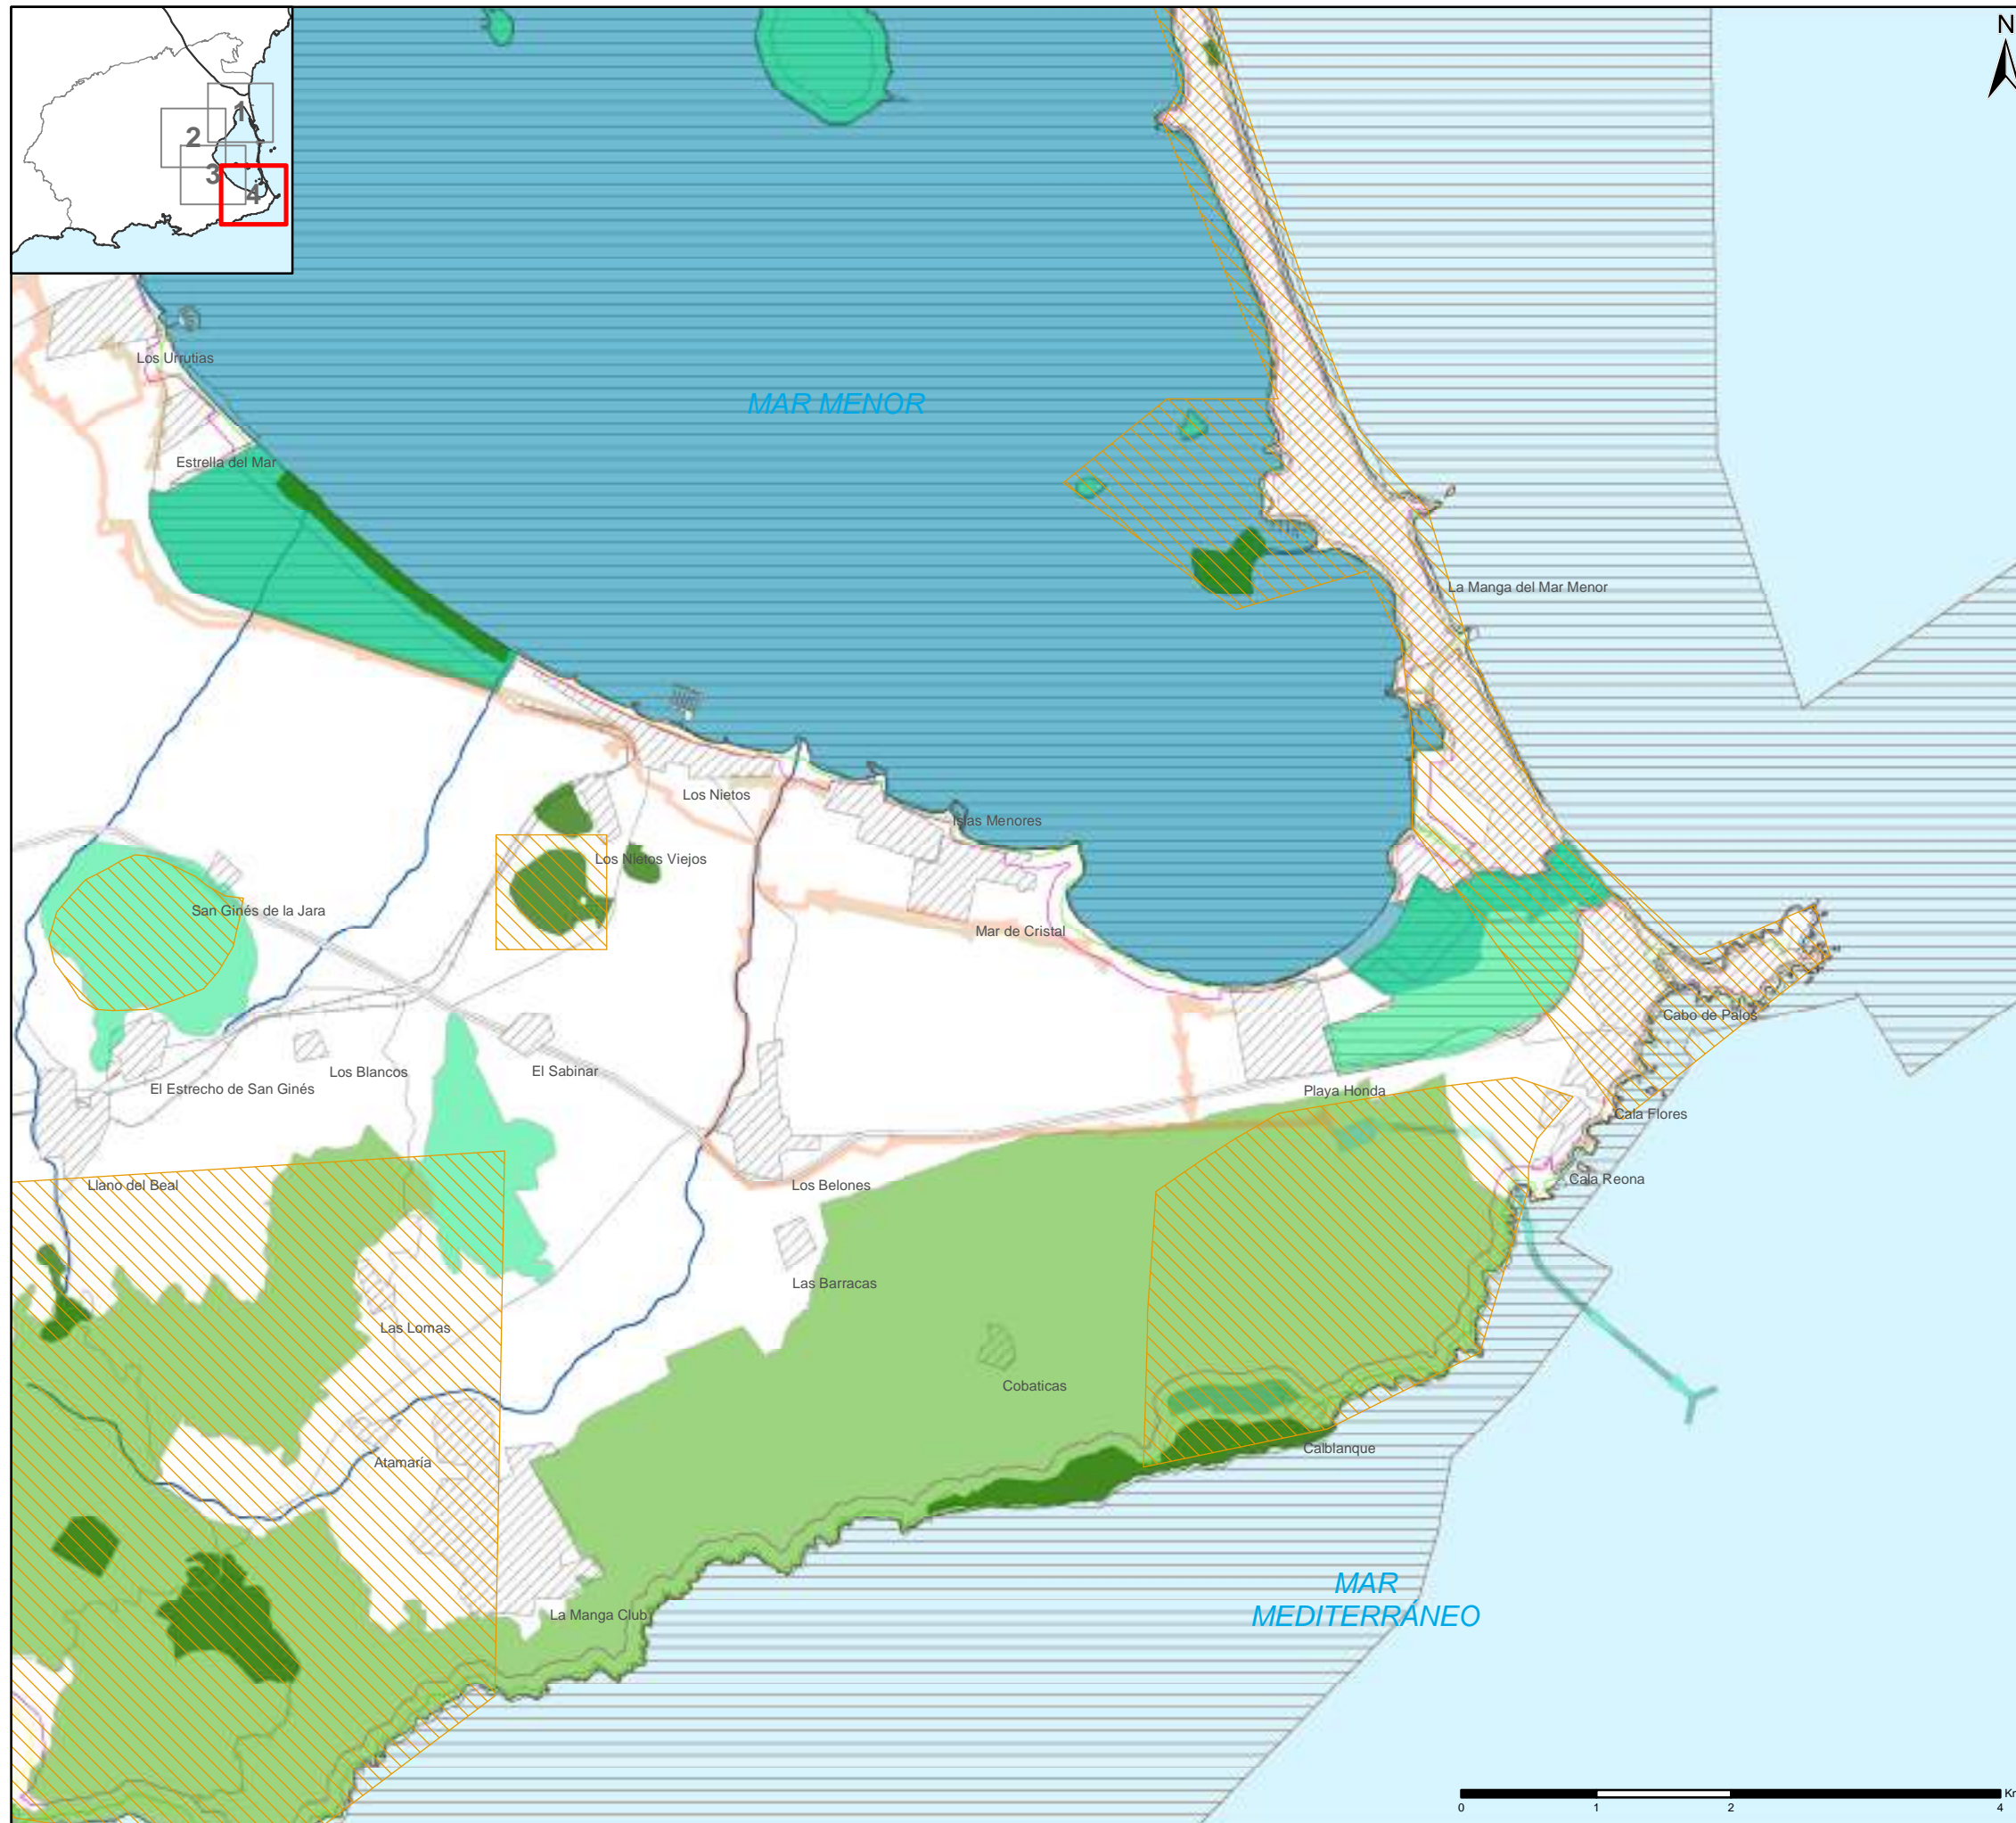 N
1
2
3
4
Los Urrutias
MAR MENOR
Estrella del Mar
La Manga del Mar Menor
Los Nietos
Islas Menores
Los Nietos Viejos
San Ginés de la Jara
Mar de Cristal
Cabo de Palos
El Sabinar
Los Blancos
El Estrecho de San Ginés
Playa Honda
Cala Flores
Cala Reona
Llano del Beal
Los Belones
Las Barracas
Las Lomas
Cobaticas
Calblanque
Atamaría
MAR
MEDITERRÁNEO
La Manga Club
0 1 2 4